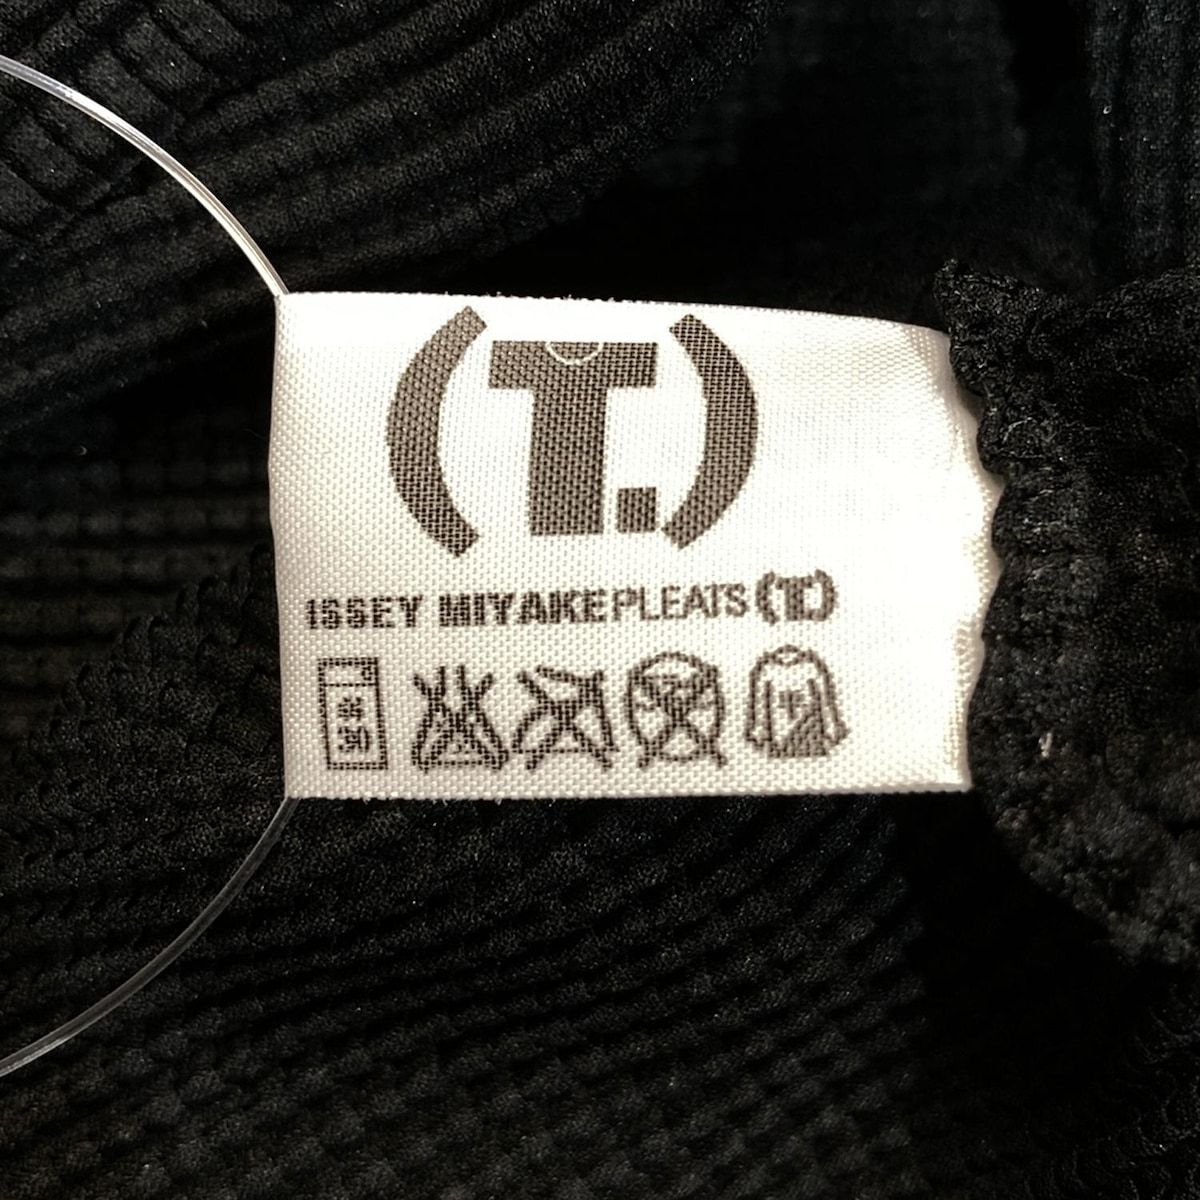 (T.)
ISSEY MIYAKE PLEATS (T)